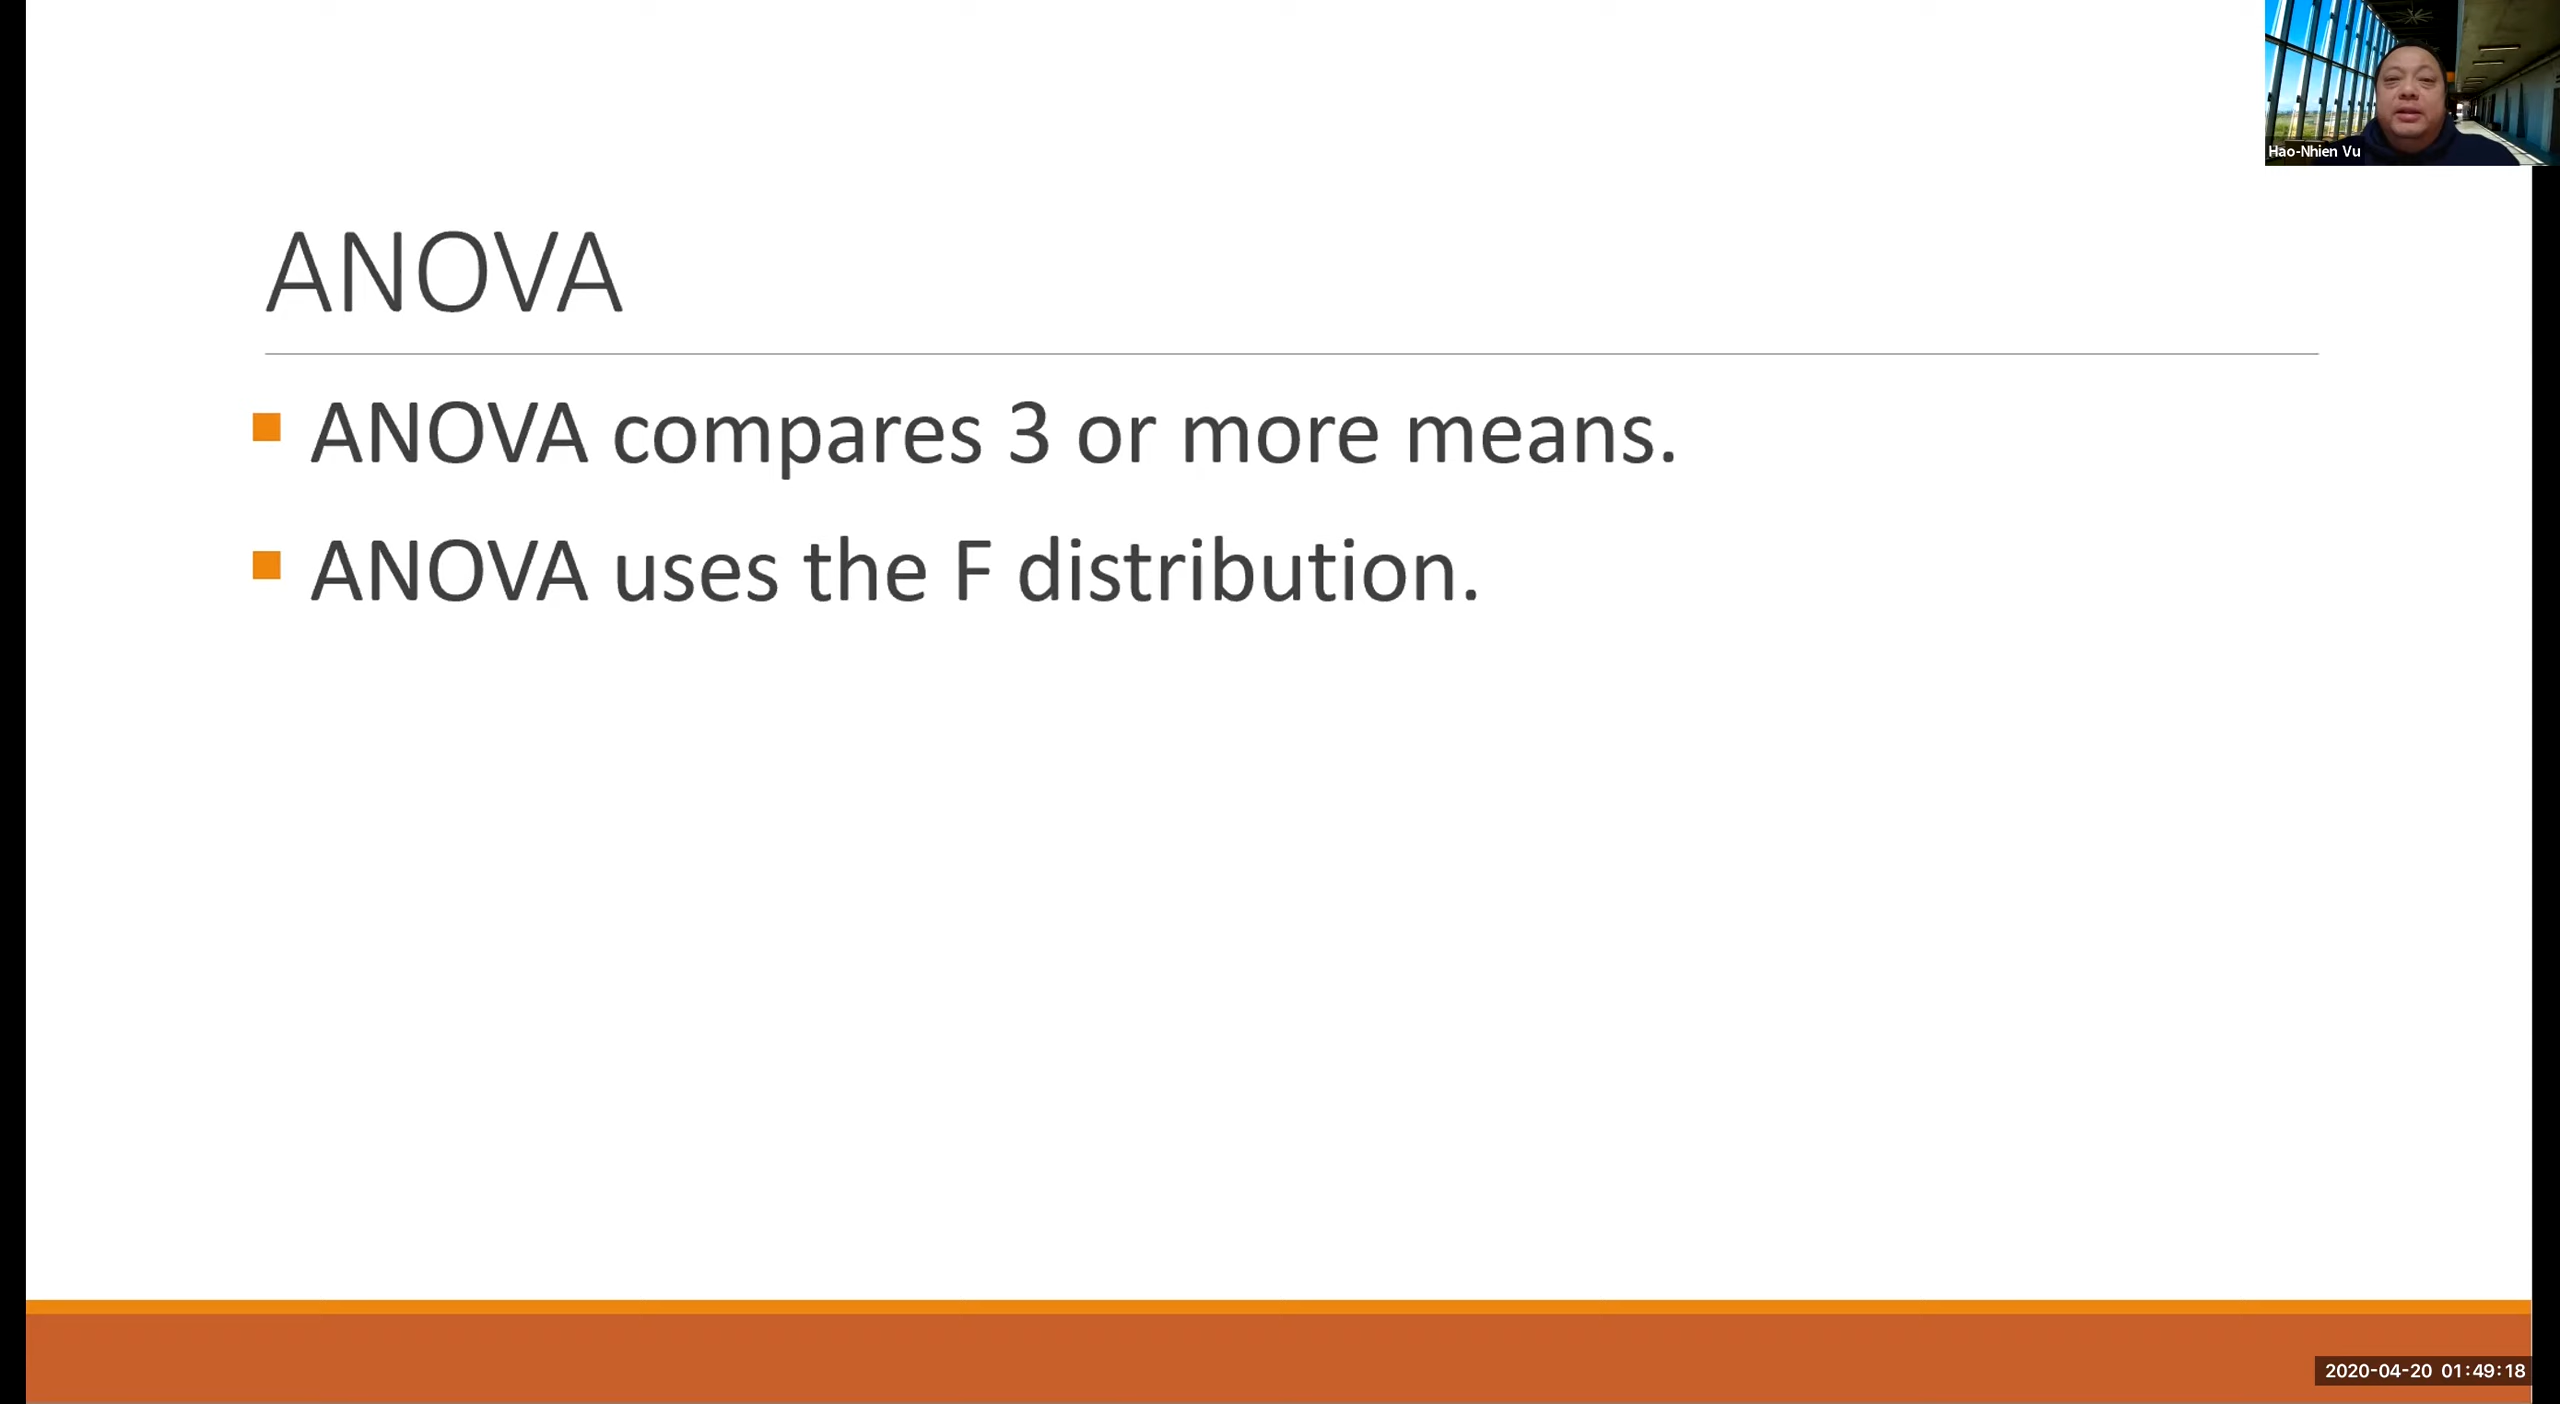 Hao-Nhien Vu
ANOVA
ANOVA compares 3 or more means.
ANOVA uses the F distribution.
2020-04-20 01:49:18